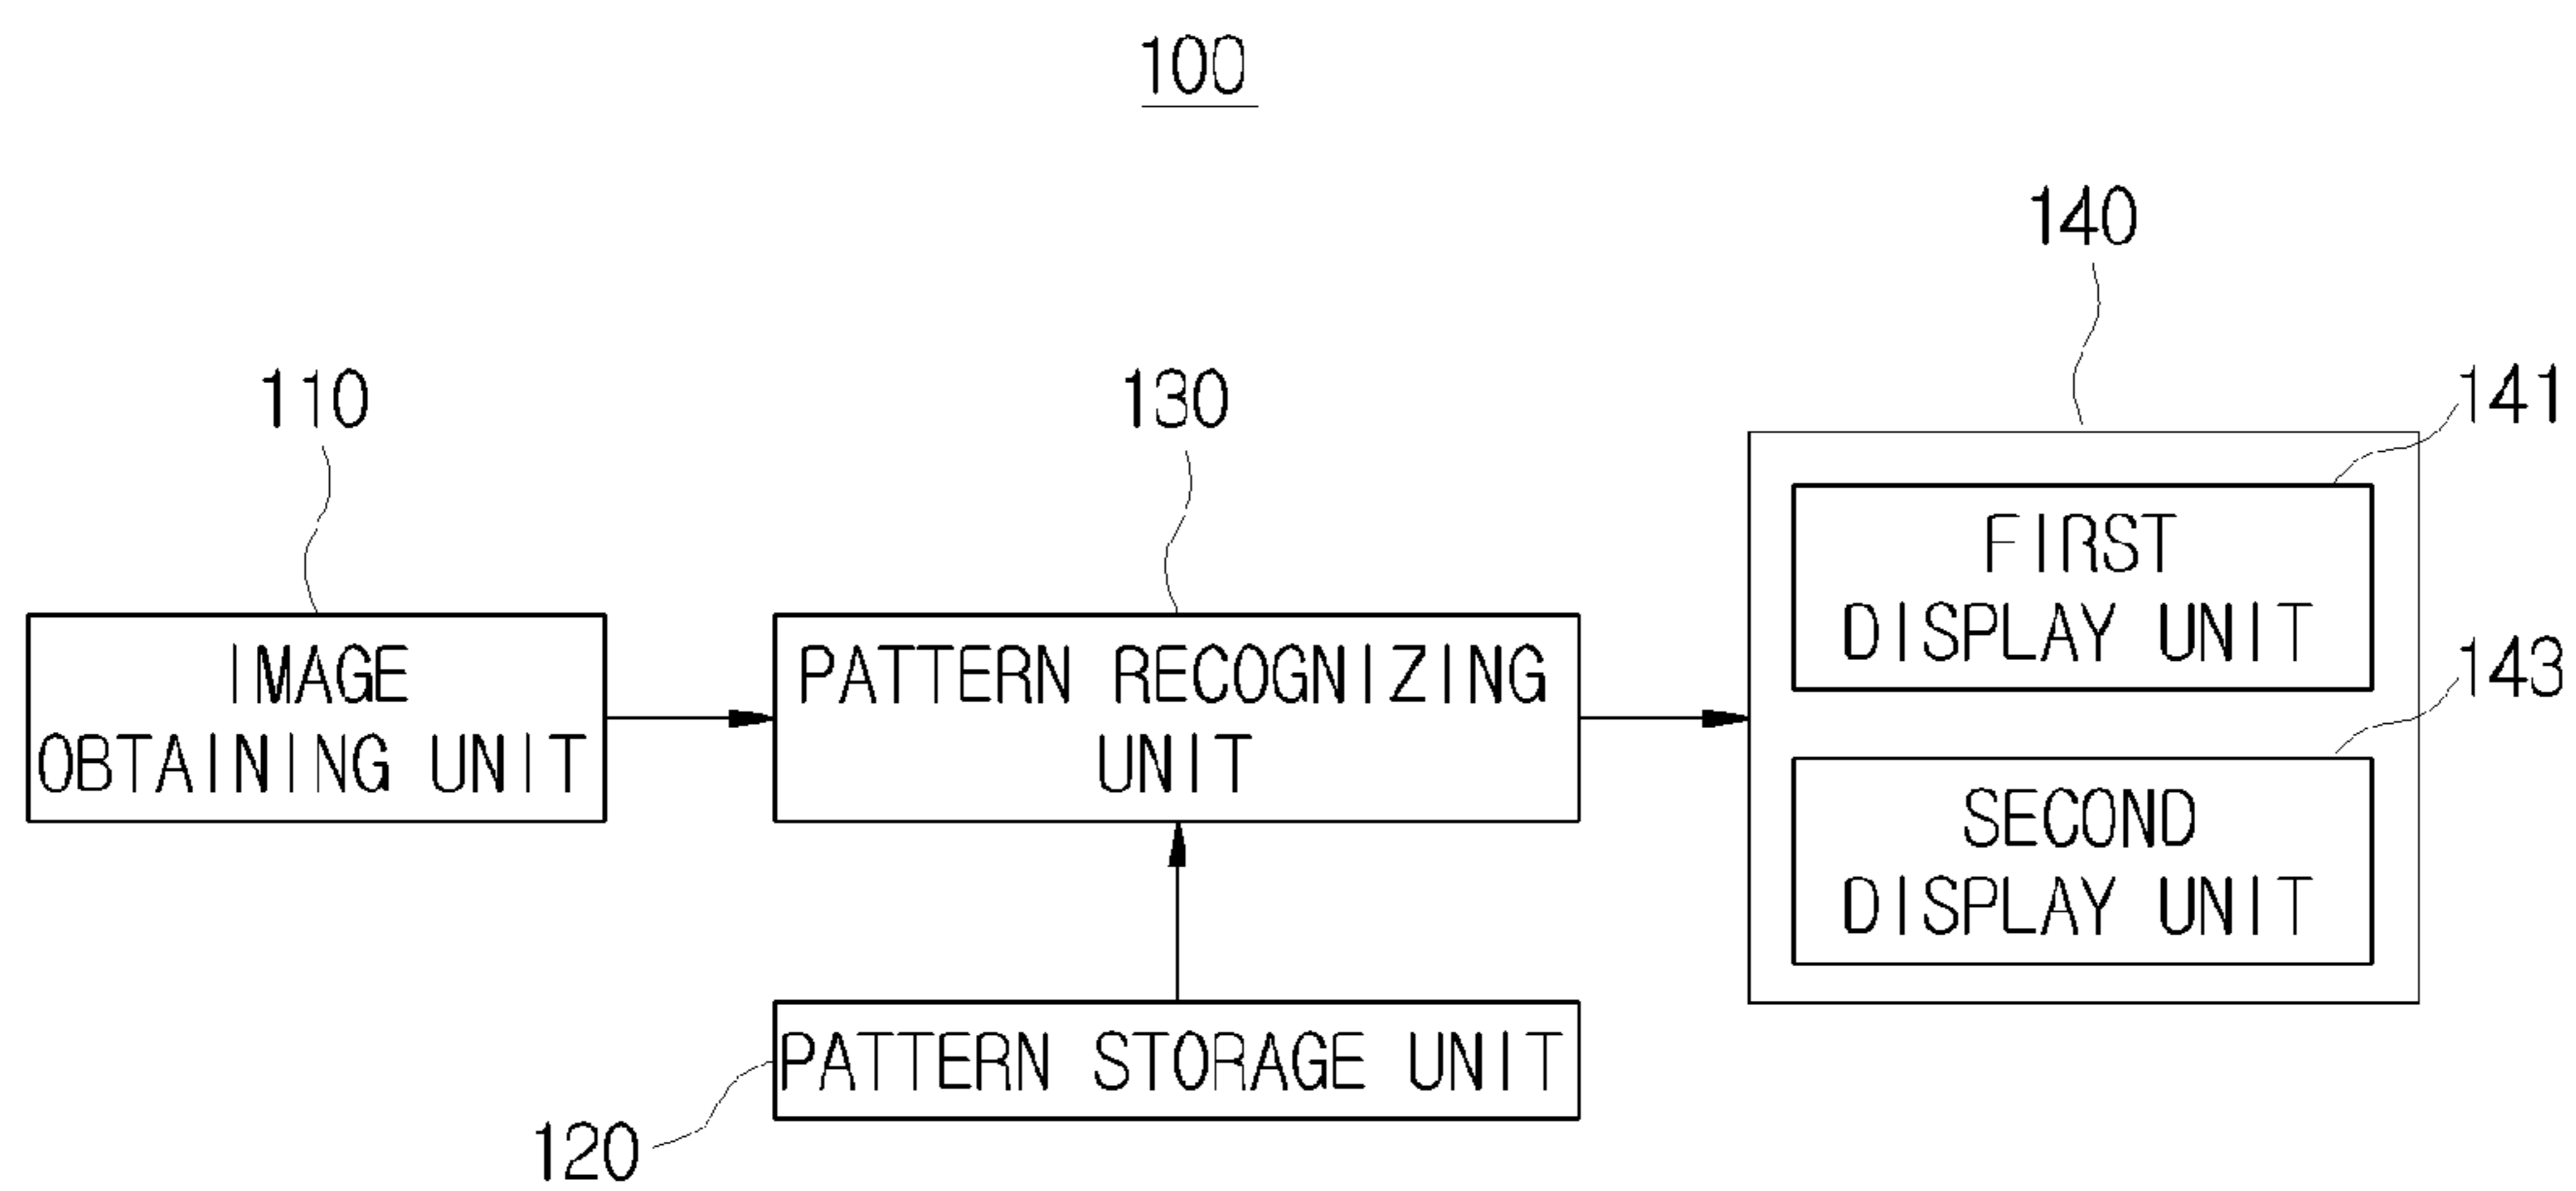 100
140
110
130
141
FIRST
DISPLAY UNIT
IMAGE
OBTAINING UNIT
PATTERN RECOGNIZING
UNIT
143
SECOND
DISPLAY UNIT
PATTERN STORAGE UNIT
120